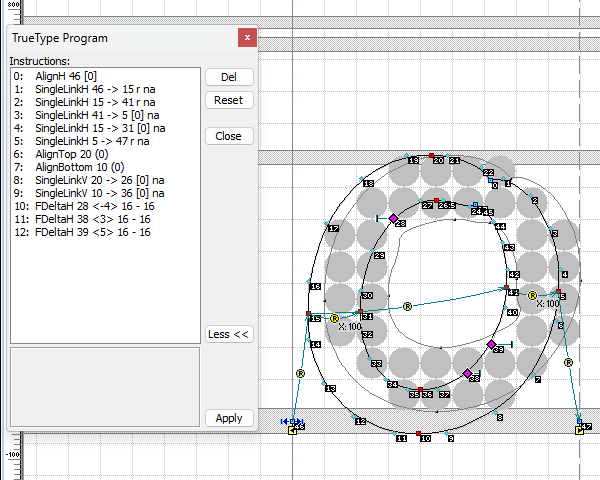 800
TrueType Program
x
Instructions:
0: AlignH 46 [0]
1: SingleLinkH 46 -> 15 r na
2: SingleLinkH 15 -> 41 r na
3: SingleLinkH 41 -> 5 [0] na
4: SingleLinkH 15 -> 31 [0] na
5: SingleLinkH 5 -> 47 r na
6: AlignTop 20 (0)
7: AlignBottom 10 (0)
8: SingleLinkV 20 -> 26 [0] na
9: SingleLinkV 10 -> 36 [0] na
10: FDeltaH 28 <-4> 16 - 16
11: FDeltaH 38 <3> 16 - 16
12: FDeltaH 39 <5> 16 - 16
Del
Reset
Close
Less <<
Apply
19 20 21
22
18 0 1
27 26 24 45
2
17 28 44 3
29 43
42 4
16 30 41 5
R
15 R 31 40 6
X: 100
X: 100
14 32
39
33 R
R 38 7
13 34 35 36 37
12 8
11 10 9
46 47
-100